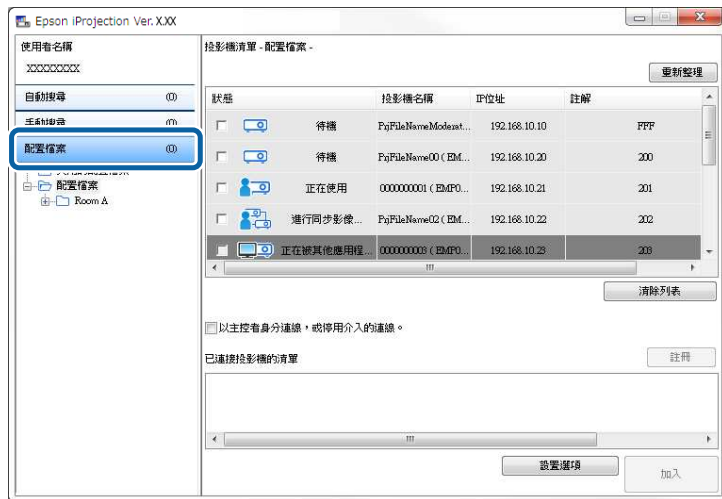 Epson iProjection Ver. X.XX
使用者名稱
XXXXXXXX
自動搜尋 (0)
手動搜尋 (0)
配置檔案 (0)
配置檔案
Room A
投影機清單 - 配置檔案 -
重新整理
狀態 投影機名稱 IP位址 註解
待機 PrjFileNameModerat... 192.168.10.10 FFF
待機 PrjFileName00 ( EM... 192.168.10.20 200
正在使用 0000000001 ( EMP0... 192.168.10.21 201
進行同步影像... PrjFileName02 ( EM... 192.168.10.22 202
正在被其他應用程... 0000000003 ( EMP0... 192.168.10.23 203
清除列表
以主控者身分連線，或停用介入的連線。
已連接投影機的清單
註冊
設置選項
加入